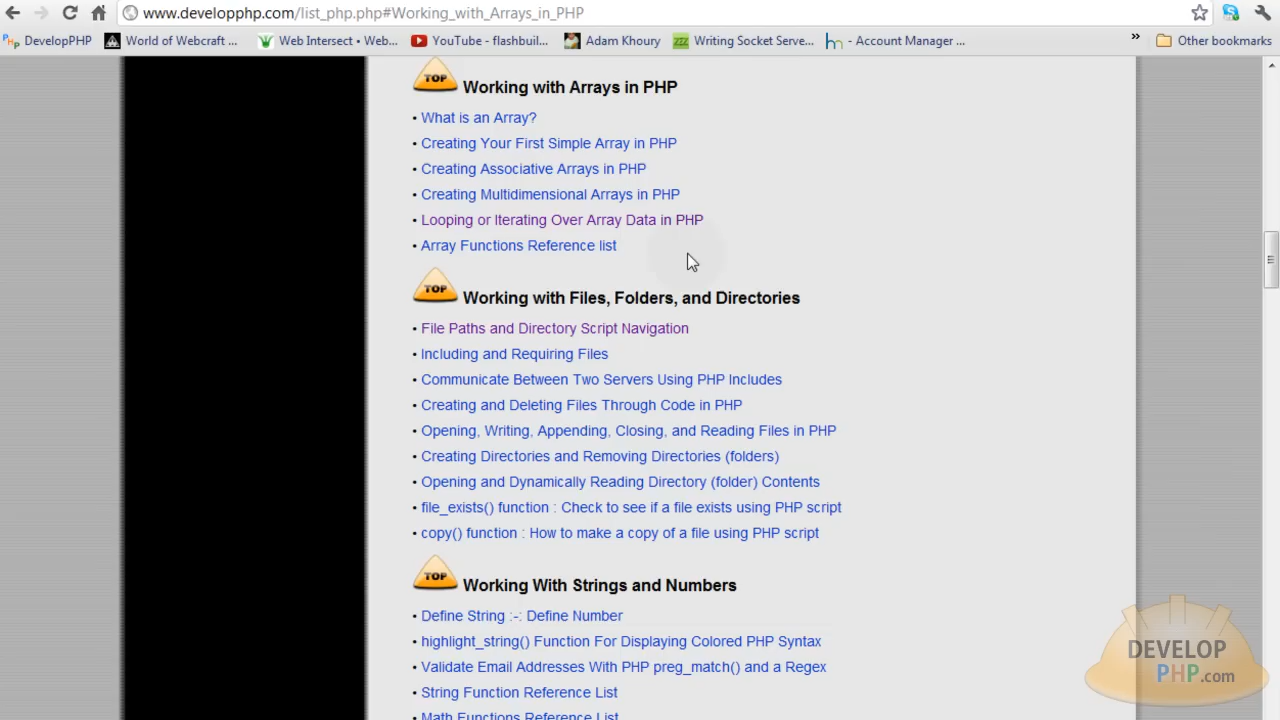 www.developphp.com/list_php.php#Working_with_Arrays_in_PHP
DevelopPHP World of Webcraft ... Web Intersect • Web... YouTube - flashbuil... Adam Khoury Writing Socket Serve... - Account Manager ... » Other bookmarks
TOP Working with Arrays in PHP
• What is an Array?
• Creating Your First Simple Array in PHP
• Creating Associative Arrays in PHP
• Creating Multidimensional Arrays in PHP
• Looping or Iterating Over Array Data in PHP
• Array Functions Reference list
TOP Working with Files, Folders, and Directories
• File Paths and Directory Script Navigation
• Including and Requiring Files
• Communicate Between Two Servers Using PHP Includes
• Creating and Deleting Files Through Code in PHP
• Opening, Writing, Appending, Closing, and Reading Files in PHP
• Creating Directories and Removing Directories (folders)
• Opening and Dynamically Reading Directory (folder) Contents
• file_exists() function : Check to see if a file exists using PHP script
• copy() function : How to make a copy of a file using PHP script
TOP Working With Strings and Numbers
• Define String :-: Define Number
• highlight_string() Function For Displaying Colored PHP Syntax
• Validate Email Addresses With PHP preg_match() and a Regex
• String Function Reference List
Math Functions Reference List
DEVELOP
PHP.com